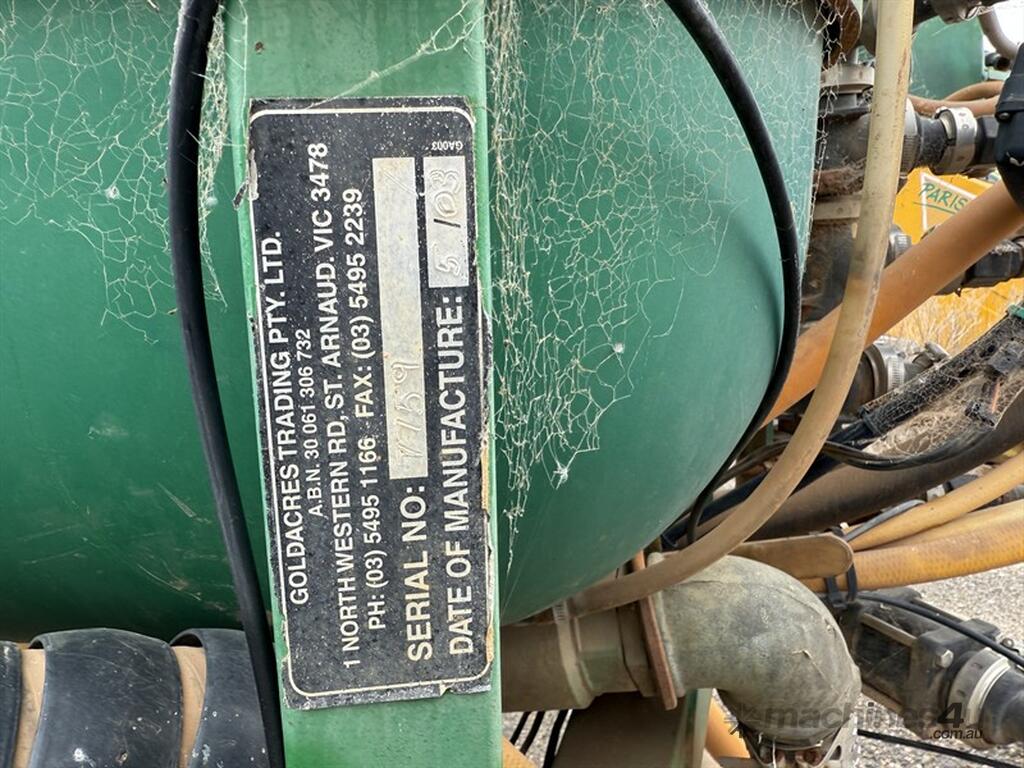 GA003
GOLDACRES TRADING PTY. LTD.
A.B.N. 30 061 306 732
1 NORTH WESTERN RD, ST. ARNAUD. VIC 3478
PH: (03) 5495 1166 FAX: (03) 5495 2239
SERIAL NO:
DATE OF MANUFACTURE: 5/03
PARIS
machines4u
.com.au